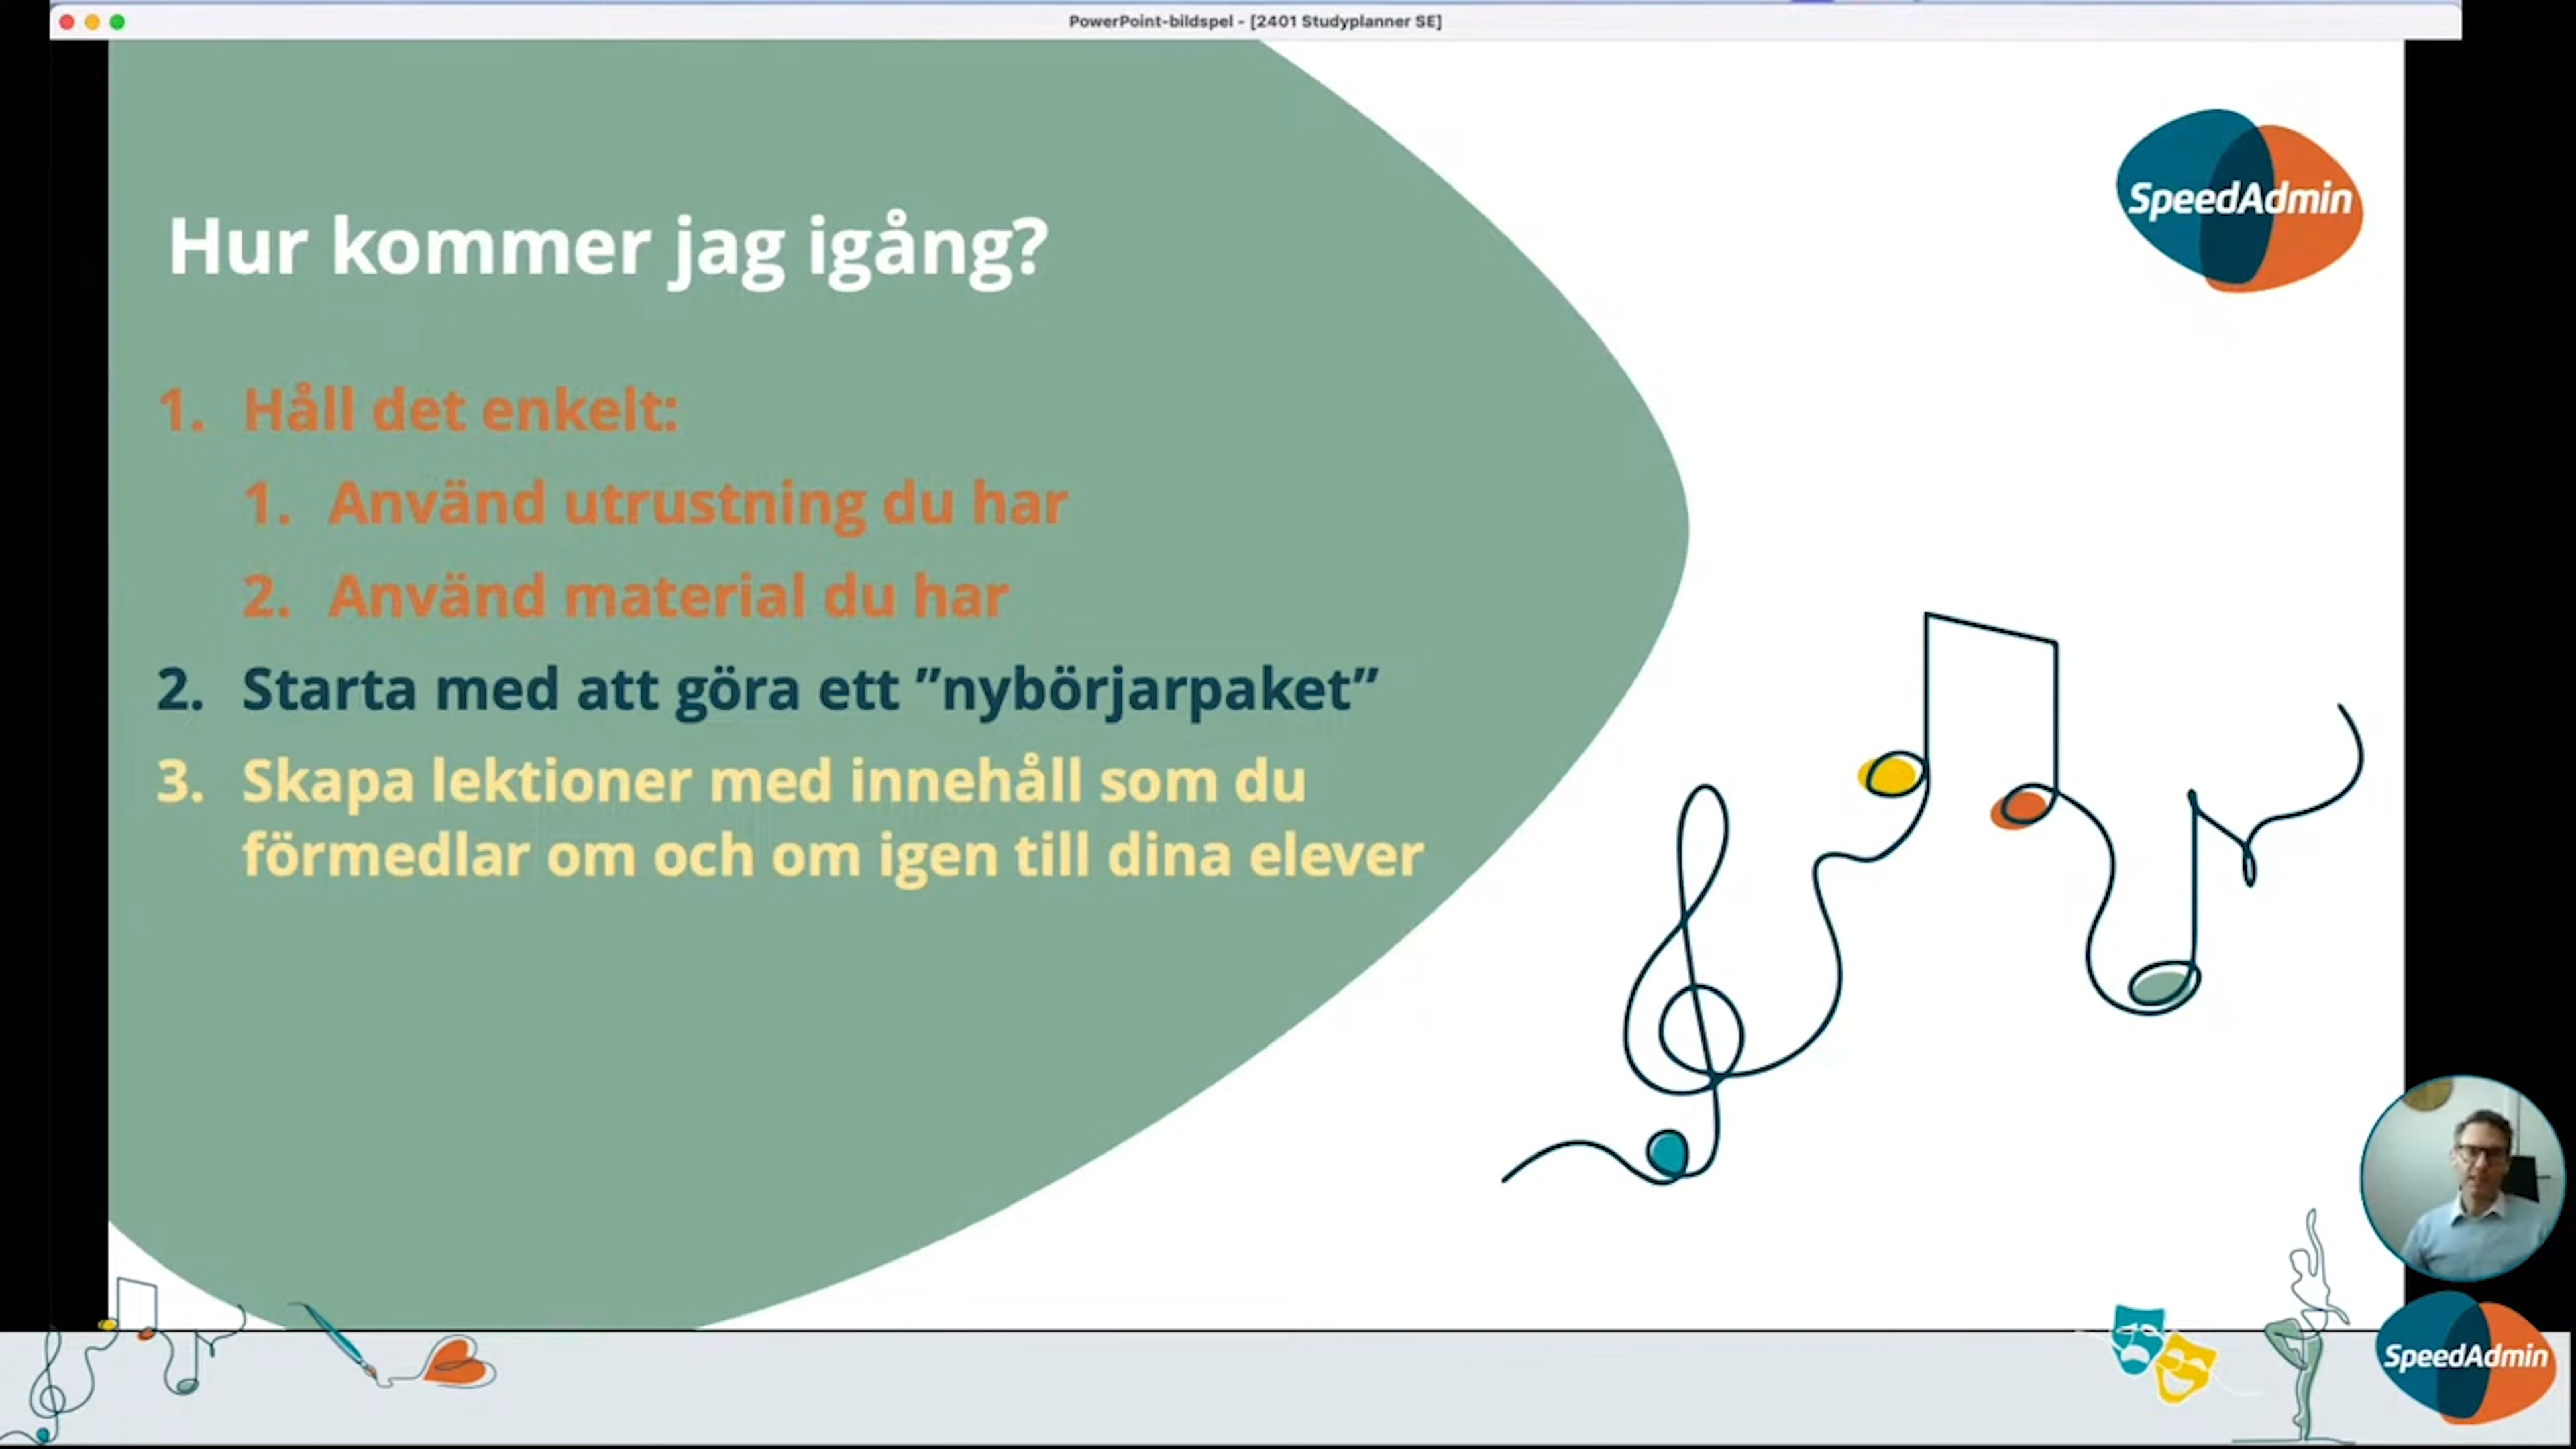 PowerPoint-bildspel - [2401 Studyplanner SE]
SpeedAdmin
Hur kommer jag igång?
1. Håll det enkelt:
1. Använd utrustning du har
2. Använd material du har
2. Starta med att göra ett ”nybörjarpaket”
3. Skapa lektioner med innehåll som du
förmedlar om och om igen till dina elever
SpeedAdmin